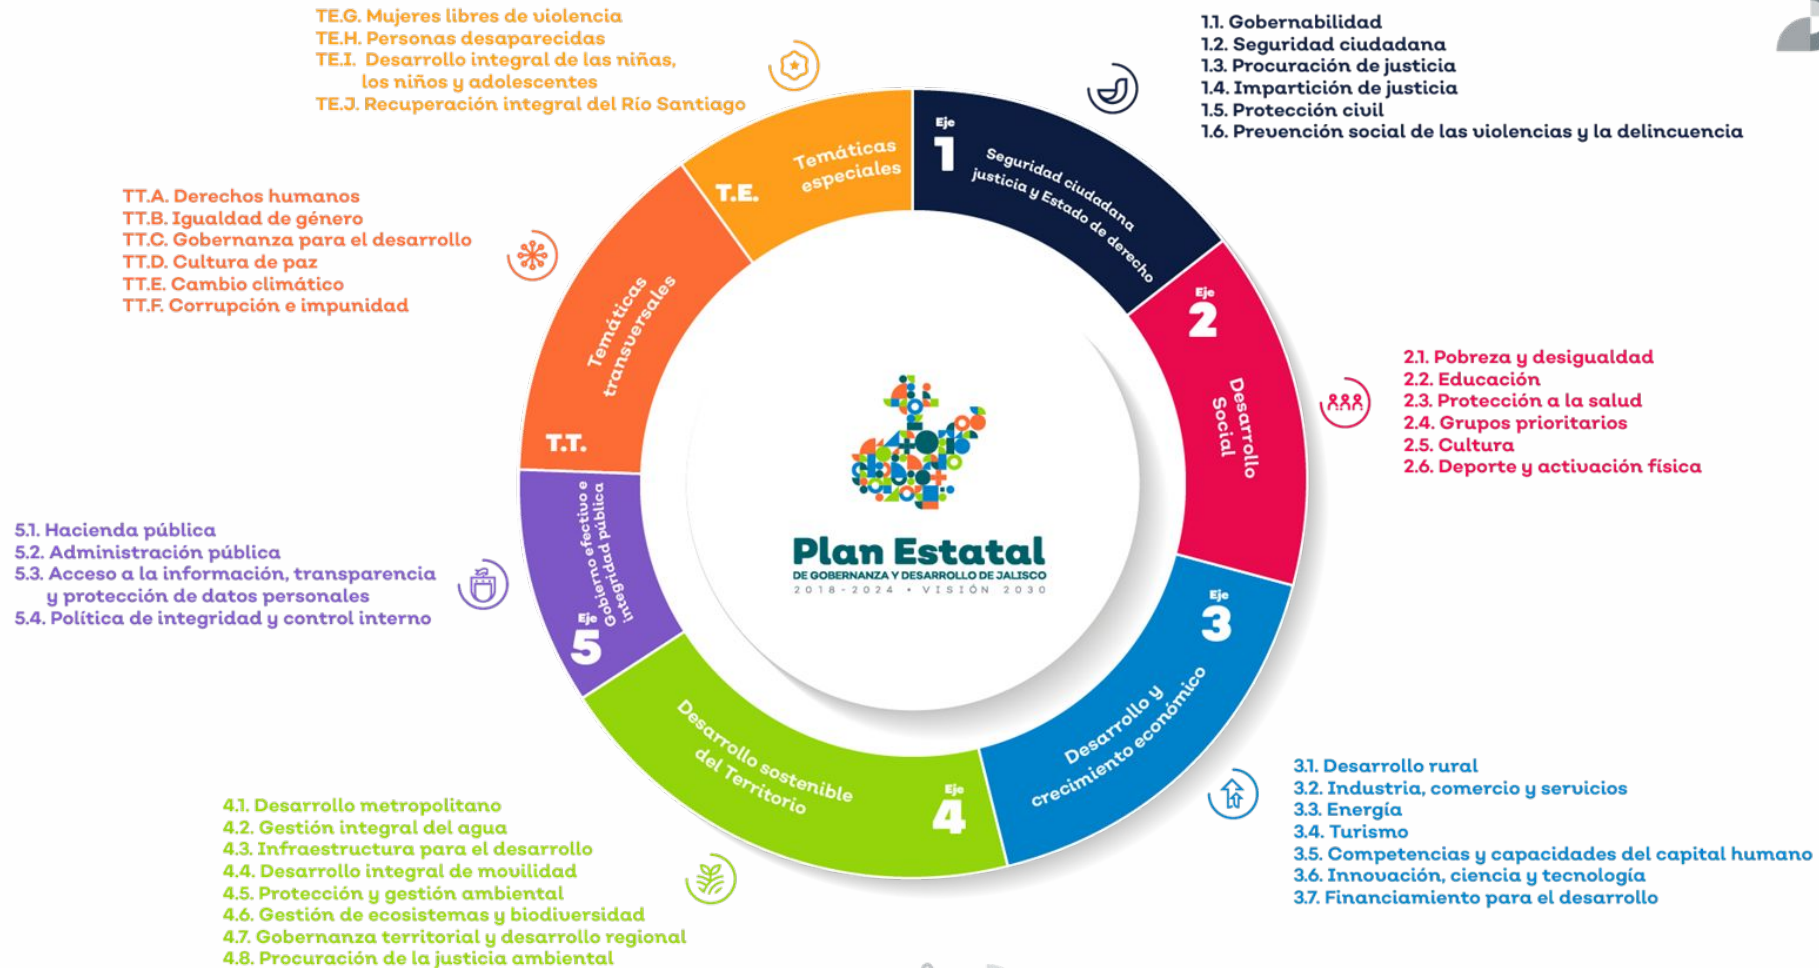 TE.G. Mujeres libres de violencia
TE.H. Personas desaparecidas
TE.I. Desarrollo integral de las niñas,
los niños y adolescentes
TE.J. Recuperación integral del Río Santiago
1.1. Gobernabilidad
1.2. Seguridad ciudadana
1.3. Procuración de justicia
1.4. Impartición de justicia
1.5. Protección civil
1.6. Prevención social de las violencias y la delincuencia
T.E.
Temáticas
especiales
Eje
1
Seguridad ciudadana
justicia y Estado de derecho
TT.A. Derechos humanos
TT.B. Igualdad de género
TT.C. Gobernanza para el desarrollo
TT.D. Cultura de paz
TT.E. Cambio climático
TT.F. Corrupción e impunidad
Temáticas
transversales
T.T.
Eje
2
Desarrollo
Social
2.1. Pobreza y desigualdad
2.2. Educación
2.3. Protección a la salud
2.4. Grupos prioritarios
2.5. Cultura
2.6. Deporte y activación física
Plan Estatal
DE GOBERNANZA Y DESARROLLO DE JALISCO
2018-2024 • VISIÓN 2030
5.1. Hacienda pública
5.2. Administración pública
5.3. Acceso a la información, transparencia
y protección de datos personales
5.4. Política de integridad y control interno
Gobierno efectivo e
integridad pública
Eje
5
Eje
3
Desarrollo y
crecimiento económico
Desarrollo sostenible
del Territorio
Eje
4
3.1. Desarrollo rural
3.2. Industria, comercio y servicios
3.3. Energía
3.4. Turismo
3.5. Competencias y capacidades del capital humano
3.6. Innovación, ciencia y tecnología
3.7. Financiamiento para el desarrollo
4.1. Desarrollo metropolitano
4.2. Gestión integral del agua
4.3. Infraestructura para el desarrollo
4.4. Desarrollo integral de movilidad
4.5. Protección y gestión ambiental
4.6. Gestión de ecosistemas y biodiversidad
4.7. Gobernanza territorial y desarrollo regional
4.8. Procuración de la justicia ambiental